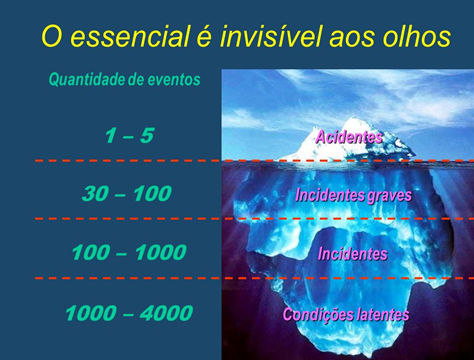 O essencial é invisível aos olhos
Quantidade de eventos
1 – 5 Acidentes
30 – 100 Incidentes graves
100 – 1000 Incidentes
1000 – 4000 Condições latentes